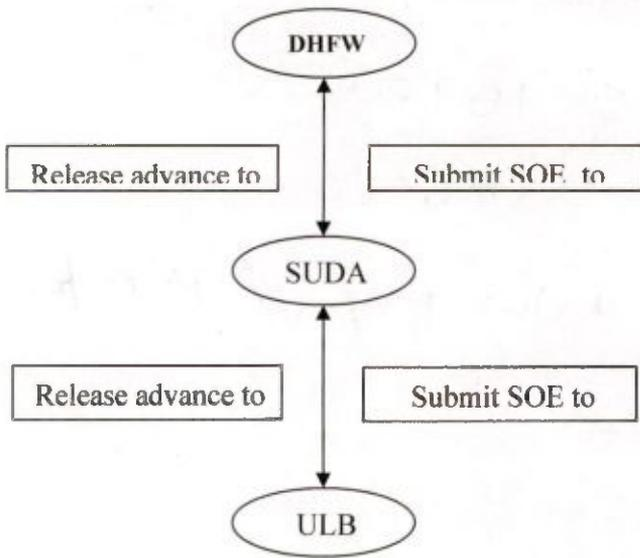 DHFW
Release advance to
Submit SOE to
SUDA
Release advance to
Submit SOE to
ULB